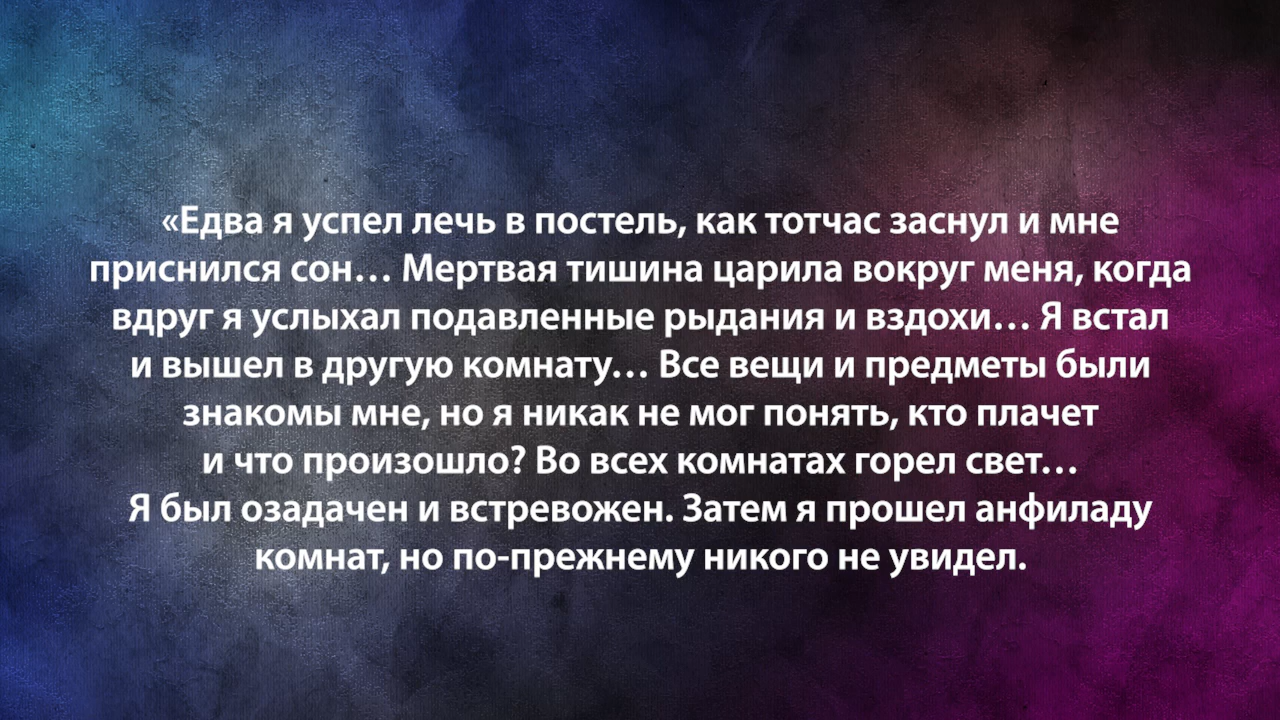 «Едва я успел лечь в постель, как тотчас заснул и мне
приснился сон… Мертвая тишина царила вокруг меня, когда
вдруг я услыхал подавленные рыдания и вздохи… Я встал
и вышел в другую комнату… Все вещи и предметы были
знакомы мне, но я никак не мог понять, кто плачет
и что произошло? Во всех комнатах горел свет…
Я был озадачен и встревожен. Затем я прошел анфиладу
комнат, но по-прежнему никого не увидел.